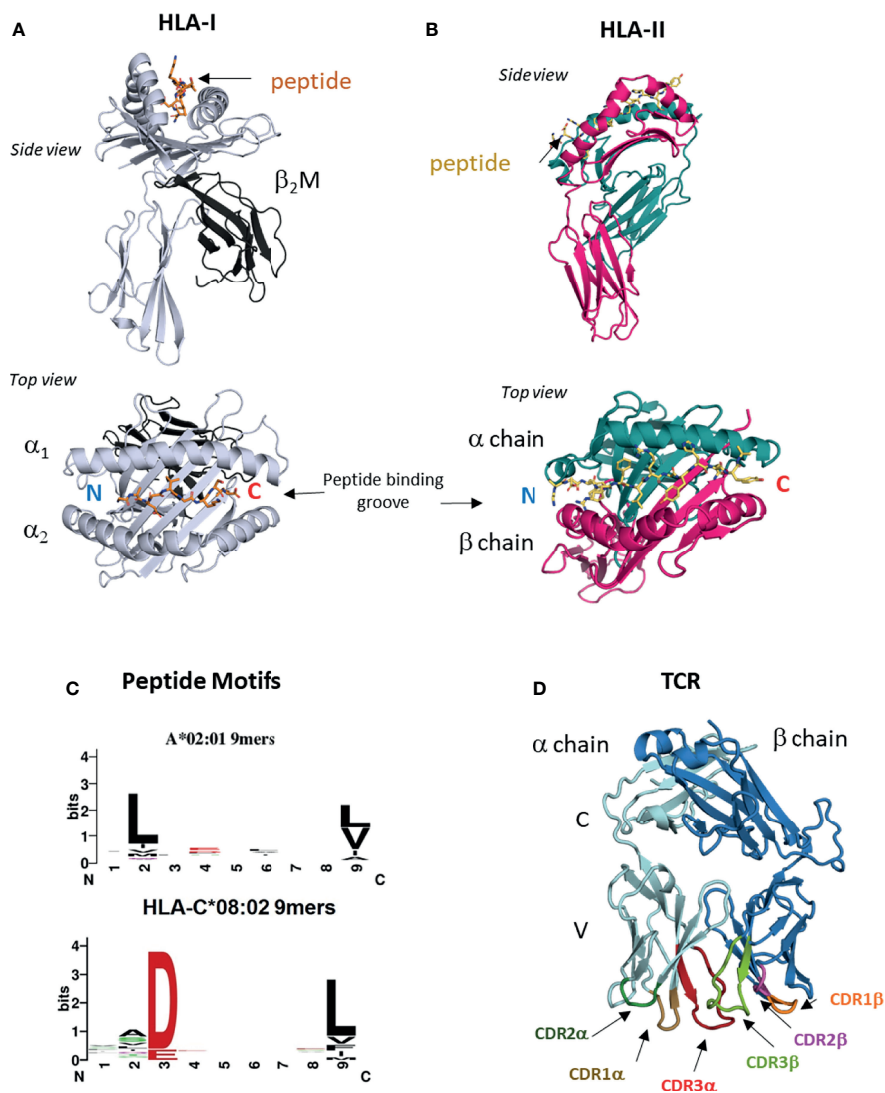 A
HLA-I
peptide
Side view
β₂M
Top view
α₁
N
C
α₂
Peptide binding
groove
B
HLA-II
Side view
peptide
Top view
α chain
N
C
β chain
C
Peptide Motifs
A*02:01 9mers
bits
4
3
2
1
0
L
L
V
N
1
2
3
4
5
6
7
8
9
C
HLA-C*08:02 9mers
bits
4
3
2
1
0
A
D
E
L
N
1
2
3
4
5
6
7
8
9
C
D
TCR
α chain
β chain
C
V
CDR2α
CDR1α
CDR3α
CDR3β
CDR2β
CDR1β